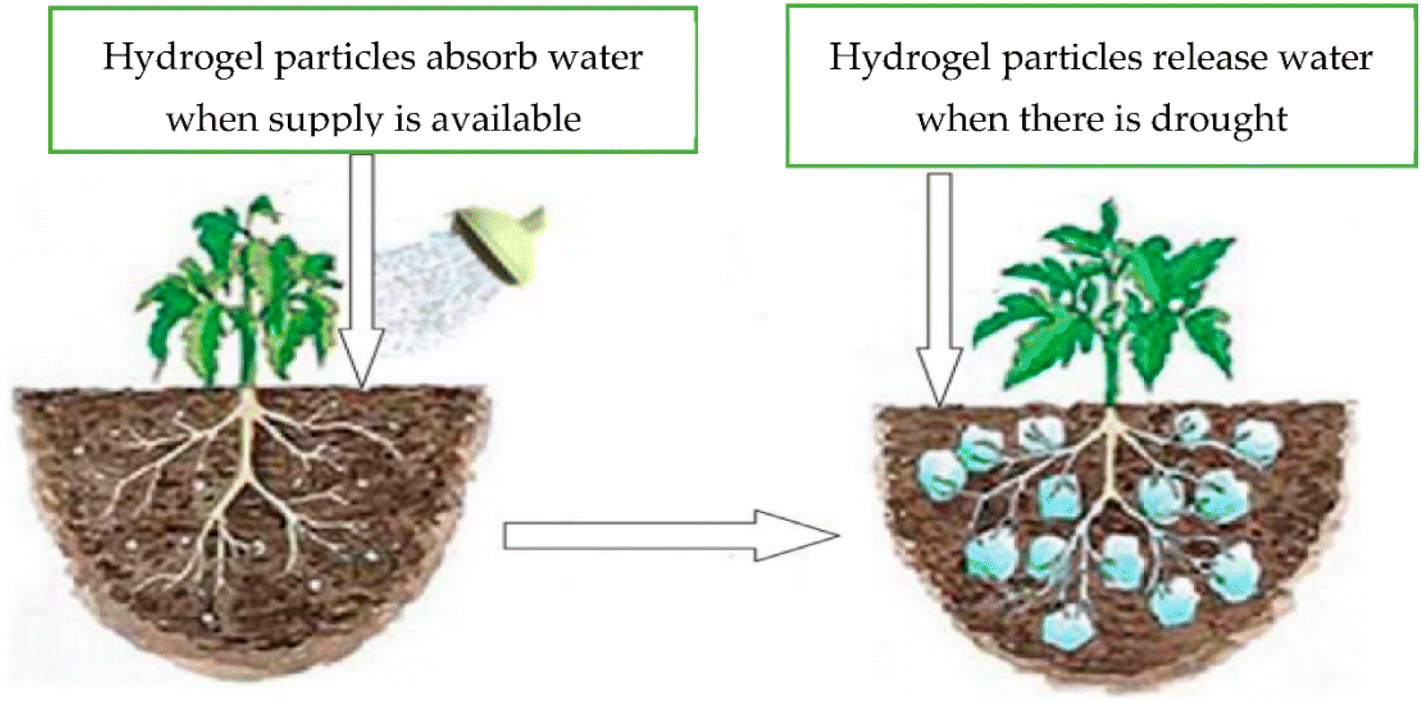 Hydrogel particles absorb water
when supply is available
Hydrogel particles release water
when there is drought